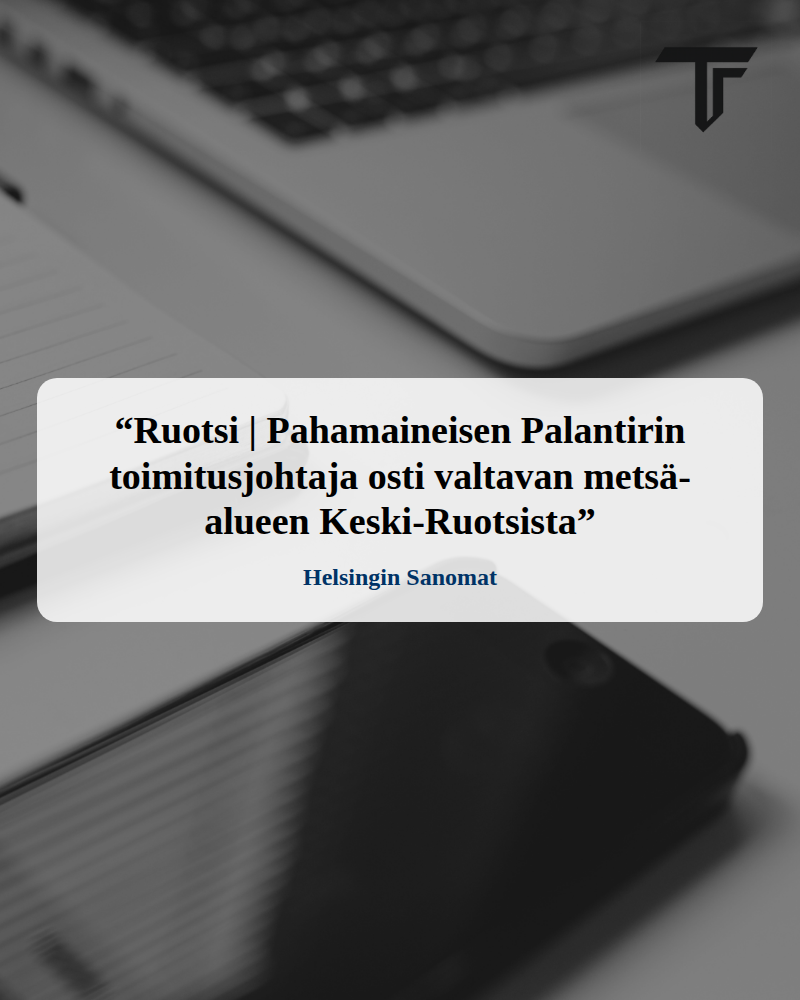 “Ruotsi | Pahamaineisen Palantirin
toimitusjohtaja osti valtavan metsä-
alueen Keski-Ruotsista”
Helsingin Sanomat